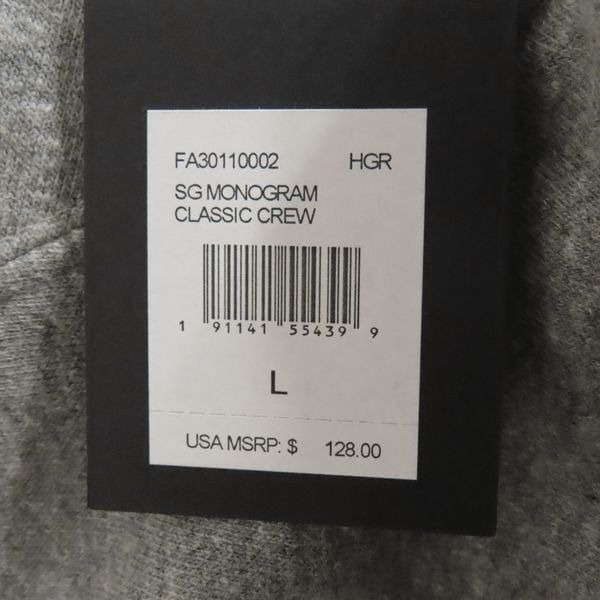 FA30110002 HGR
SG MONOGRAM
CLASSIC CREW
1 91141 55439 9
L
USA MSRP: $ 128.00